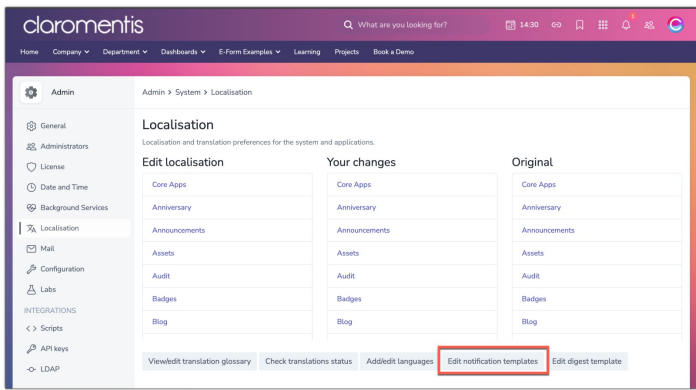 claromentis
What are you looking for?
14:30
1
Home Company Department Dashboards E-Form Examples Learning Projects Book a Demo
Admin
Admin > System > Localisation
General
Administrators
License
Date and Time
Background Services
Localisation
Mail
Configuration
Labs
INTEGRATIONS
Scripts
API keys
LDAP
Localisation
Localisation and translation preferences for the system and applications.
Edit localisation
Core Apps
Anniversary
Announcements
Assets
Audit
Badges
Blog
Your changes
Core Apps
Anniversary
Announcements
Assets
Audit
Badges
Blog
Original
Core Apps
Anniversary
Announcements
Assets
Audit
Badges
Blog
View/edit translation glossary Check translations status Add/edit languages Edit notification templates Edit digest template